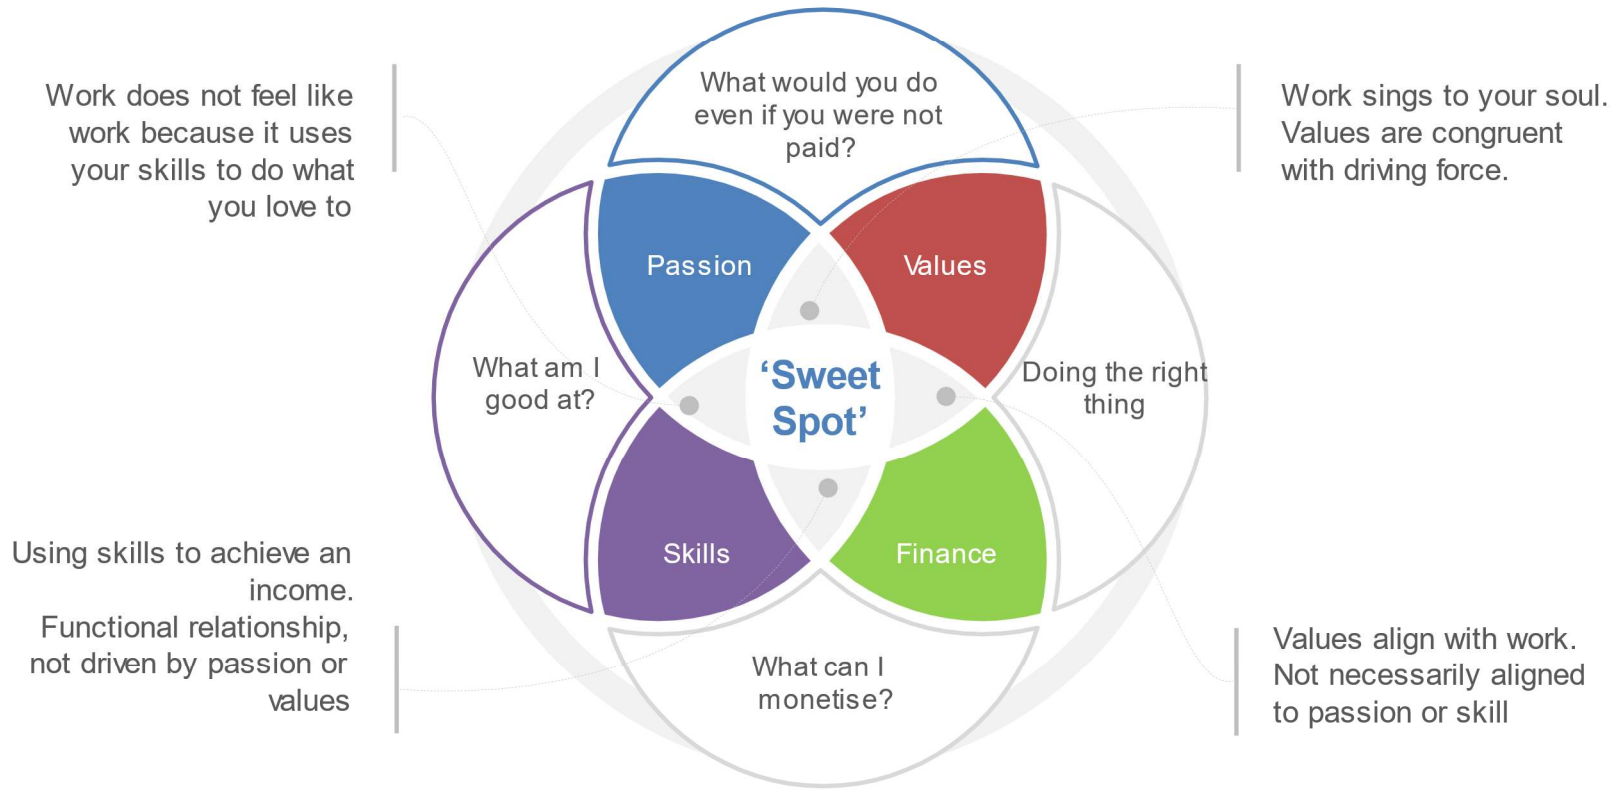 What would you do
even if you were not
paid?
Work does not feel like
work because it uses
your skills to do what
you love to
Work sings to your soul.
Values are congruent
with driving force.
Passion
Values
What am I
good at?
‘Sweet
Spot’
Doing the right
thing
Skills
Finance
Using skills to achieve an
income.
Functional relationship,
not driven by passion or
values
What can I
monetise?
Values align with work.
Not necessarily aligned
to passion or skill